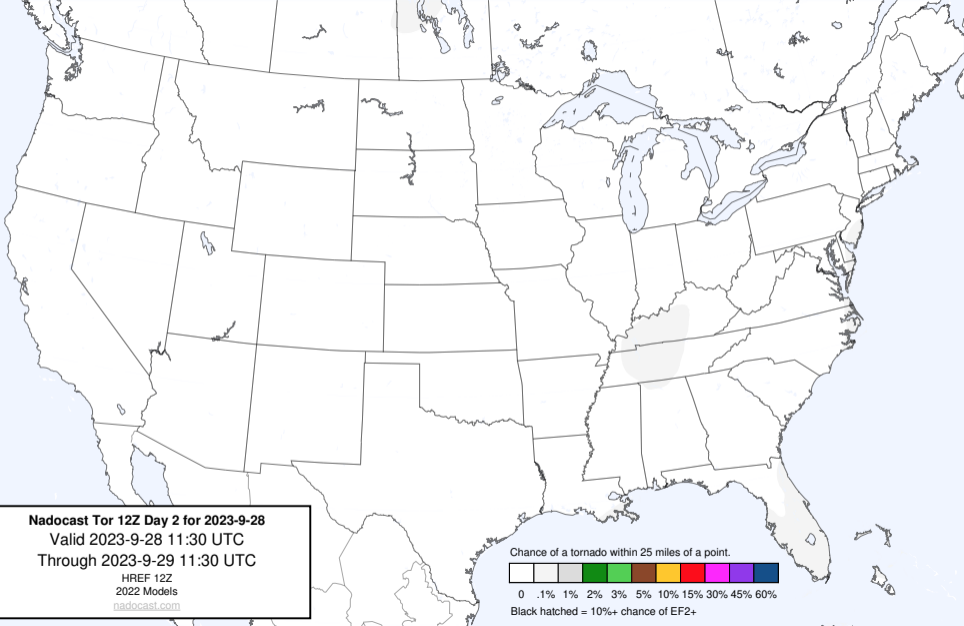 Nadocast Tor 12Z Day 2 for 2023-9-28
Valid 2023-9-28 11:30 UTC
Through 2023-9-29 11:30 UTC
HREF 12Z
2022 Models
nadocast.com
Chance of a tornado within 25 miles of a point.
0 .1% 1% 2% 3% 5% 10% 15% 30% 45% 60%
Black hatched = 10%+ chance of EF2+